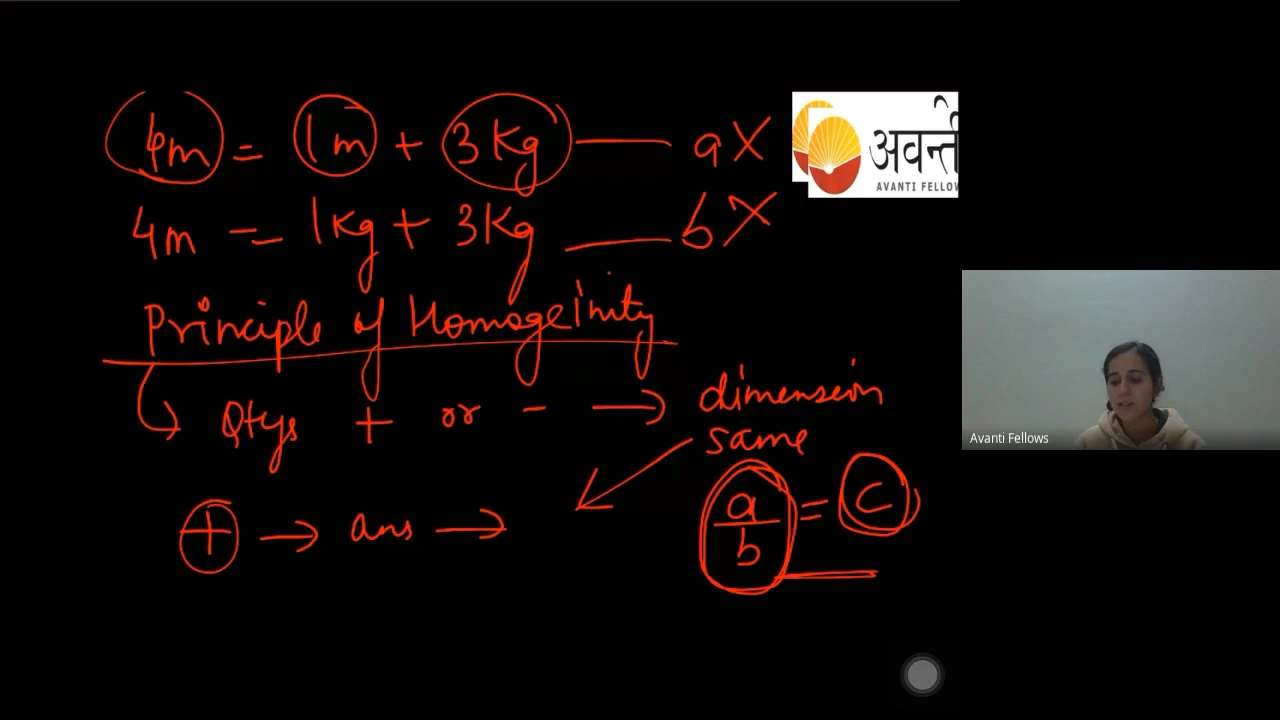 4m = 1m + 3Kg — a X
अवन्ती
AVANTI FELLOW
4m = 1Kg + 3Kg — b X
Principle of Homogeinity
↳ Qtys + or - → dimension
same
+ → ans →
a/b = c
Avanti Fellows